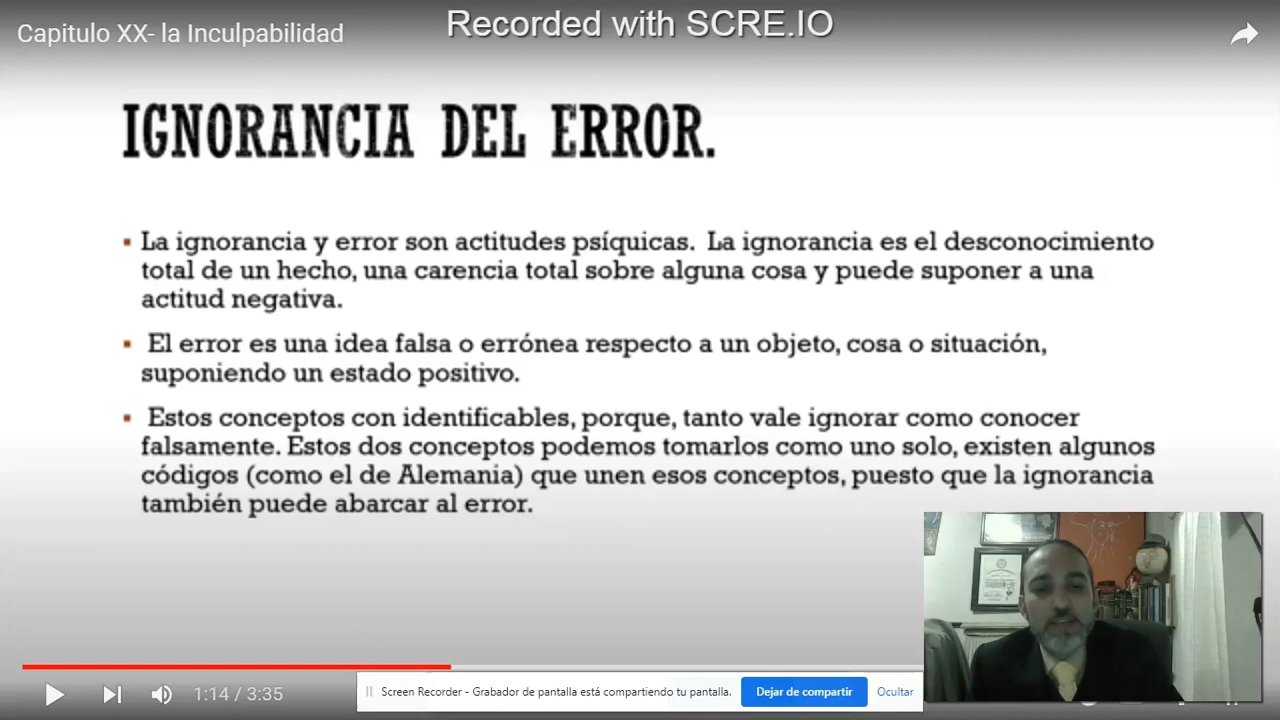 Recorded with SCRE.IO
Capitulo XX- la Inculpabilidad
IGNORANCIA DEL ERROR.
▪ La ignorancia y error son actitudes psíquicas. La ignorancia es el desconocimiento
total de un hecho, una carencia total sobre alguna cosa y puede suponer a una
actitud negativa.
▪ El error es una idea falsa o errónea respecto a un objeto, cosa o situación,
suponiendo un estado positivo.
▪ Estos conceptos con identificables, porque, tanto vale ignorar como conocer
falsamente. Estos dos conceptos podemos tomarlos como uno solo, existen algunos
códigos (como el de Alemania) que unen esos conceptos, puesto que la ignorancia
también puede abarcar al error.
1:14 / 3:35
Screen Recorder - Grabador de pantalla está compartiendo tu pantalla.
Dejar de compartir
Ocultar